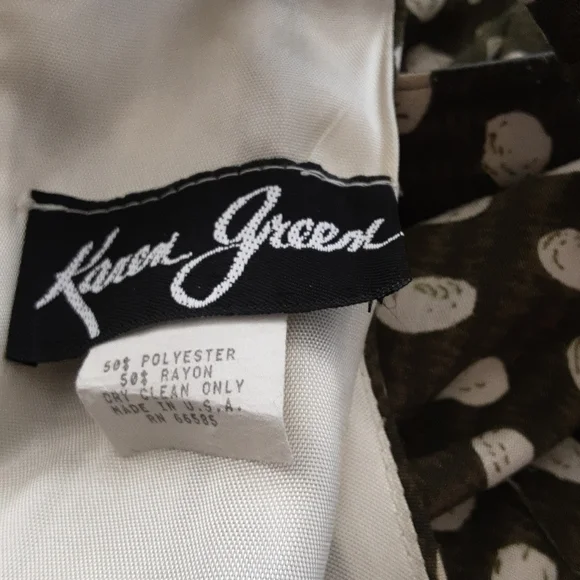 Karen Green
50$ POLYESTER
50$ RAYON
DRY CLEAN ONLY
MADE IN U.S.A.
RN 66585